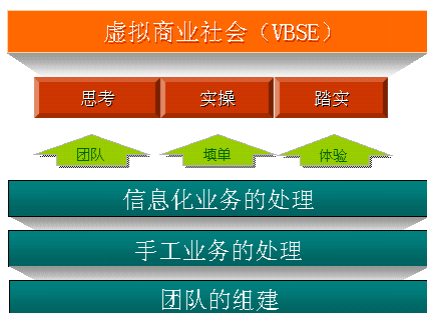 虚拟商业社会（VBSE）
思考 实操 踏实
团队 填单 体验
信息化业务的处理
手工业务的处理
团队的组建